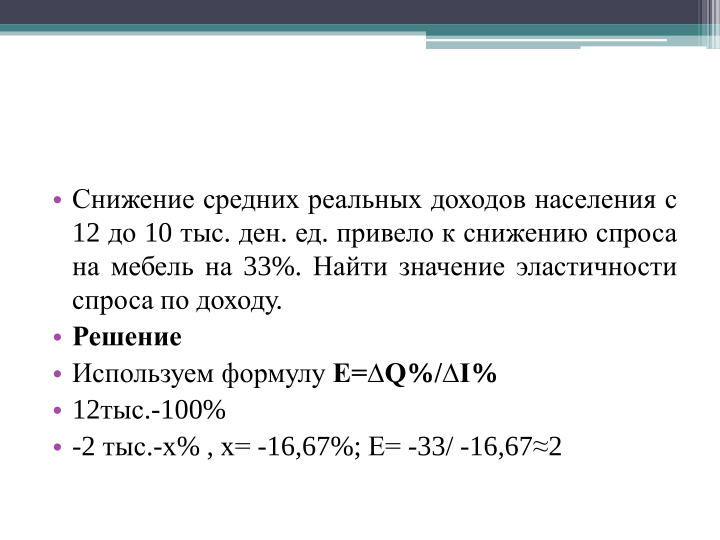 • Снижение средних реальных доходов населения с
12 до 10 тыс. ден. ед. привело к снижению спроса
на мебель на 33%. Найти значение эластичности
спроса по доходу.
• Решение
• Используем формулу E=∆Q%/∆I%
• 12тыс.-100%
• -2 тыс.-х% , х= -16,67%; Е= -33/ -16,67≈2